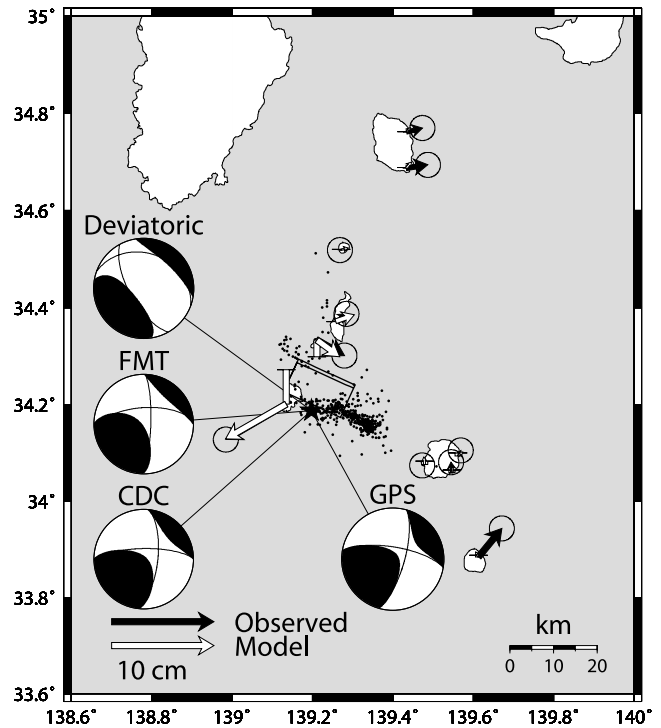 35°
34.8°
34.6°
Deviatoric
34.4°
FMT
34.2°
34°
CDC
GPS
33.8°
Observed
Model
10 cm
km
0 10 20
33.6°
138.6° 138.8° 139° 139.2° 139.4° 139.6° 139.8° 140°